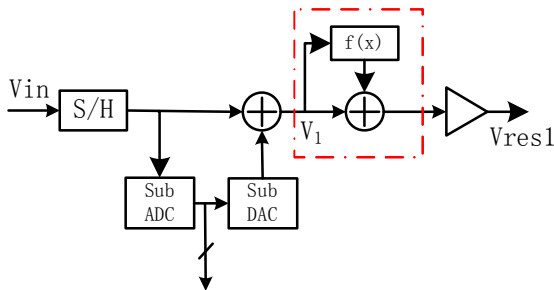 f(x)
Vin
S/H
V1
Vres1
Sub
ADC
Sub
DAC